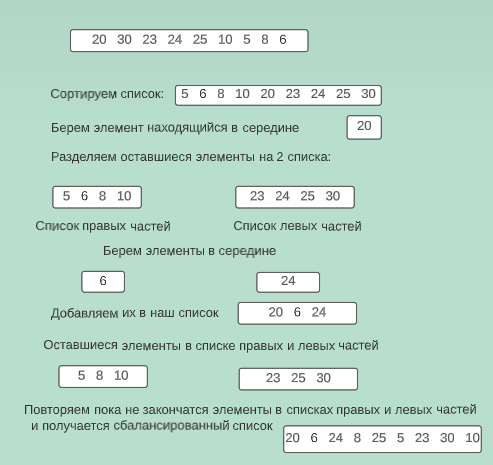 20 30 23 24 25 10 5 8 6
Сортируем список: 5 6 8 10 20 23 24 25 30
Берем элемент находящийся в середине 20
Разделяем оставшиеся элементы на 2 списка:
5 6 8 10 23 24 25 30
Список правых частей Список левых частей
Берем элементы в середине
6 24
Добавляем их в наш список 20 6 24
Оставшиеся элементы в списке правых и левых частей
5 8 10 23 25 30
Повторяем пока не закончатся элементы в списках правых и левых частей
и получается сбалансированный список 20 6 24 8 25 5 23 30 10